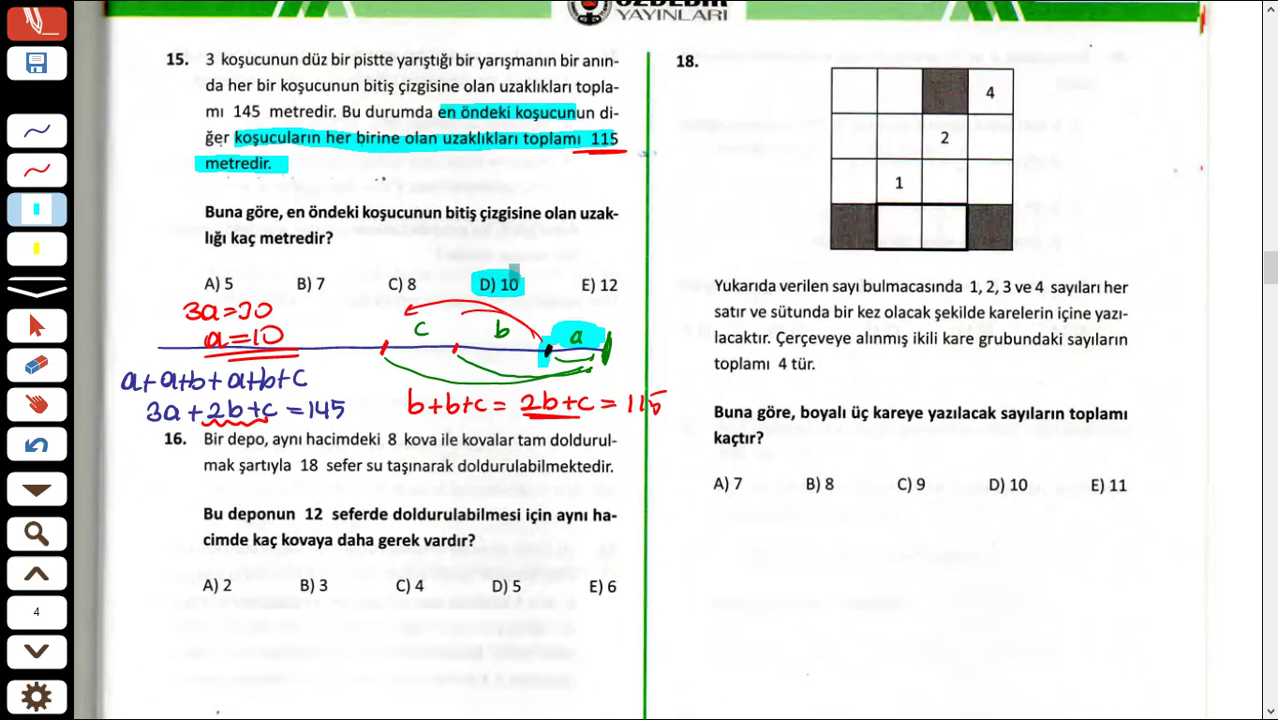 ÖZDEBİR
YAYINLARI
15. 3 koşucunun düz bir pistte yarıştığı bir yarışmanın bir anın-
da her bir koşucunun bitiş çizgisine olan uzaklıkları topla-
mı 145 metredir. Bu durumda en öndeki koşucunun di-
ğer koşucuların her birine olan uzaklıkları toplamı 115
metredir.
Buna göre, en öndeki koşucunun bitiş çizgisine olan uzak-
lığı kaç metredir?
A) 5 B) 7 C) 8 D) 10 E) 12
3a=30
a=10
c b a
a+a+b+a+b+c
3a+2b+c=145
b+b+c=2b+c=115
16. Bir depo, aynı hacimdeki 8 kova ile kovalar tam doldurul-
mak şartıyla 18 sefer su taşınarak doldurulabilmektedir.
Bu deponun 12 seferde doldurulabilmesi için aynı ha-
cimde kaç kovaya daha gerek vardır?
A) 2 B) 3 C) 4 D) 5 E) 6
18.
4
2
1
Yukarıda verilen sayı bulmacasında 1, 2, 3 ve 4 sayıları her
satır ve sütunda bir kez olacak şekilde karelerin içine yazı-
lacaktır. Çerçeveye alınmış ikili kare grubundaki sayıların
toplamı 4 tür.
Buna göre, boyalı üç kareye yazılacak sayıların toplamı
kaçtır?
A) 7 B) 8 C) 9 D) 10 E) 11
4